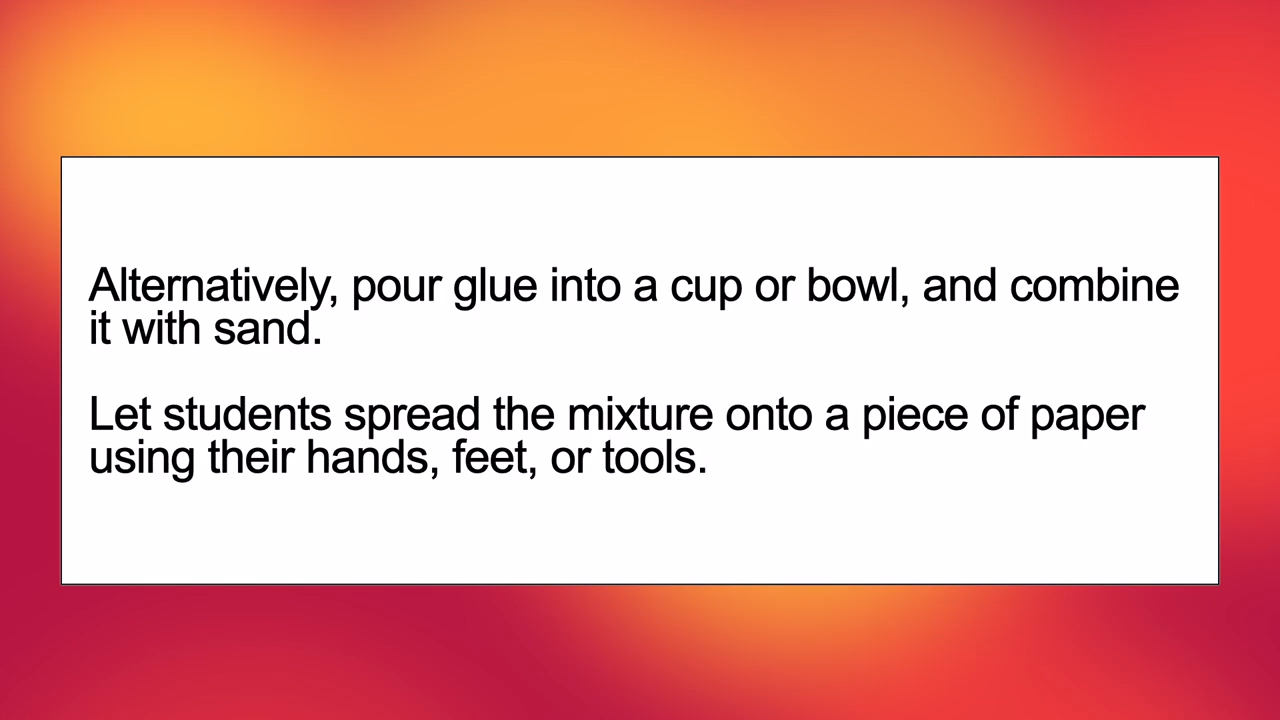 Alternatively, pour glue into a cup or bowl, and combine
it with sand.
Let students spread the mixture onto a piece of paper
using their hands, feet, or tools.